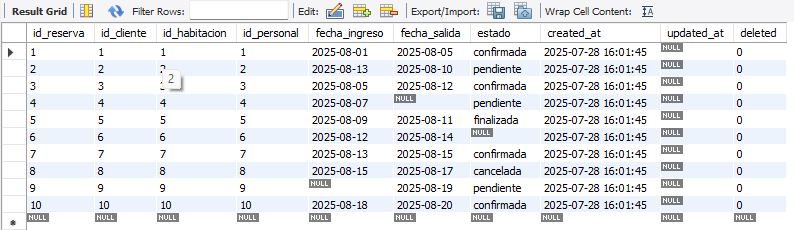 Result Grid Filter Rows: Edit: Export/Import: Wrap Cell Content: IA
id_reserva id_cliente id_habitacion id_personal fecha_ingreso fecha_salida estado created_at updated_at deleted
1 1 1 1 2025-08-01 2025-08-05 confirmada 2025-07-28 16:01:45 NULL 0
2 2 2 2 2025-08-13 2025-08-10 pendiente 2025-07-28 16:01:45 NULL 0
2
3 3 3 3 2025-08-05 2025-08-12 confirmada 2025-07-28 16:01:45 NULL 0
4 4 4 4 2025-08-07 NULL pendiente 2025-07-28 16:01:45 NULL 0
5 5 5 5 2025-08-09 2025-08-11 finalizada 2025-07-28 16:01:45 NULL 0
6 6 6 6 2025-08-12 2025-08-14 NULL 2025-07-28 16:01:45 NULL 0
7 7 7 7 2025-08-13 2025-08-15 confirmada 2025-07-28 16:01:45 NULL 0
8 8 8 8 2025-08-15 2025-08-17 cancelada 2025-07-28 16:01:45 NULL 0
9 9 9 9 NULL 2025-08-19 pendiente 2025-07-28 16:01:45 NULL 0
10 10 10 10 2025-08-18 2025-08-20 confirmada 2025-07-28 16:01:45 NULL 0
NULL NULL NULL NULL NULL NULL NULL NULL NULL NULL